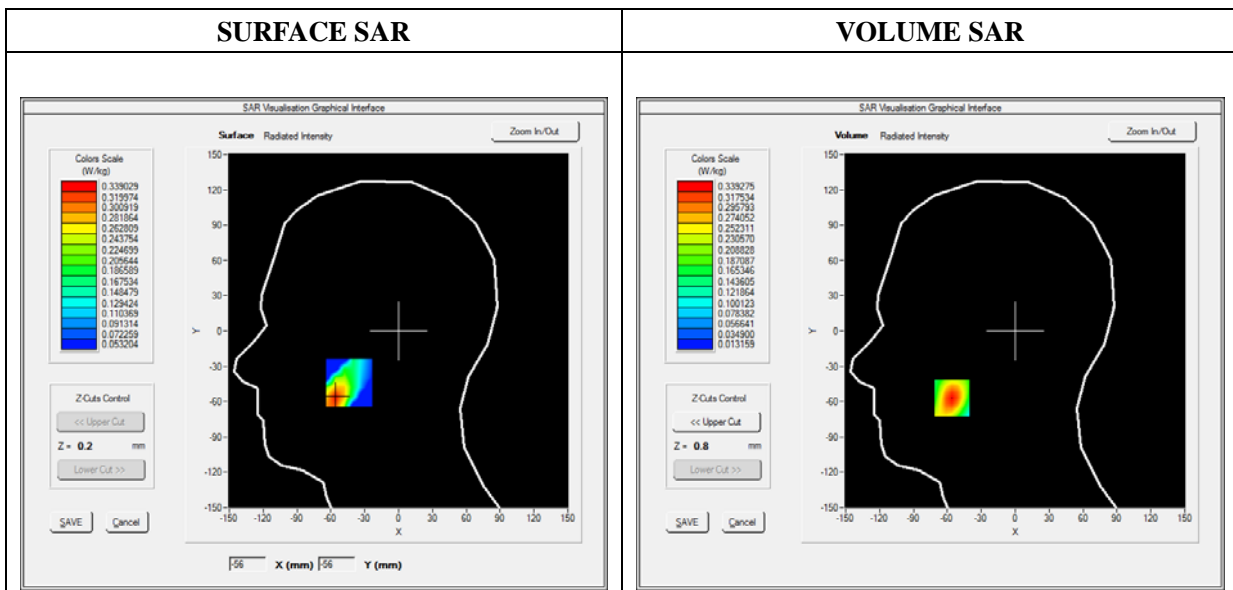 SURFACE SAR
VOLUME SAR
SAR Visualisation Graphical Interface
Surface Radiated Intensity
Zoom In/Out
Colors Scale
(W/kg)
0.339029
0.319974
0.300919
0.281864
0.262809
0.243754
0.224699
0.205644
0.186589
0.167534
0.148479
0.129424
0.110369
0.091314
0.072259
0.053204
150
120
90
60
30
0
-30
-60
-90
-120
-150
Y
-150 -120 -90 -60 -30 0 30 60 90 120 150
X
Z-Cuts Control
<< Upper Cut
Z = 0.2 mm
Lower Cut >>
SAVE Cancel
-56 X (mm) -56 Y (mm)
SAR Visualisation Graphical Interface
Volume Radiated Intensity
Zoom In/Out
Colors Scale
(W/kg)
0.339275
0.317534
0.295793
0.274052
0.252311
0.230570
0.208828
0.187087
0.165346
0.143605
0.121864
0.100123
0.078382
0.056641
0.034900
0.013159
150
120
90
60
30
0
-30
-60
-90
-120
-150
Y
-150 -120 -90 -60 -30 0 30 60 90 120 150
X
Z-Cuts Control
<< Upper Cut
Z = 0.8 mm
Lower Cut >>
SAVE Cancel